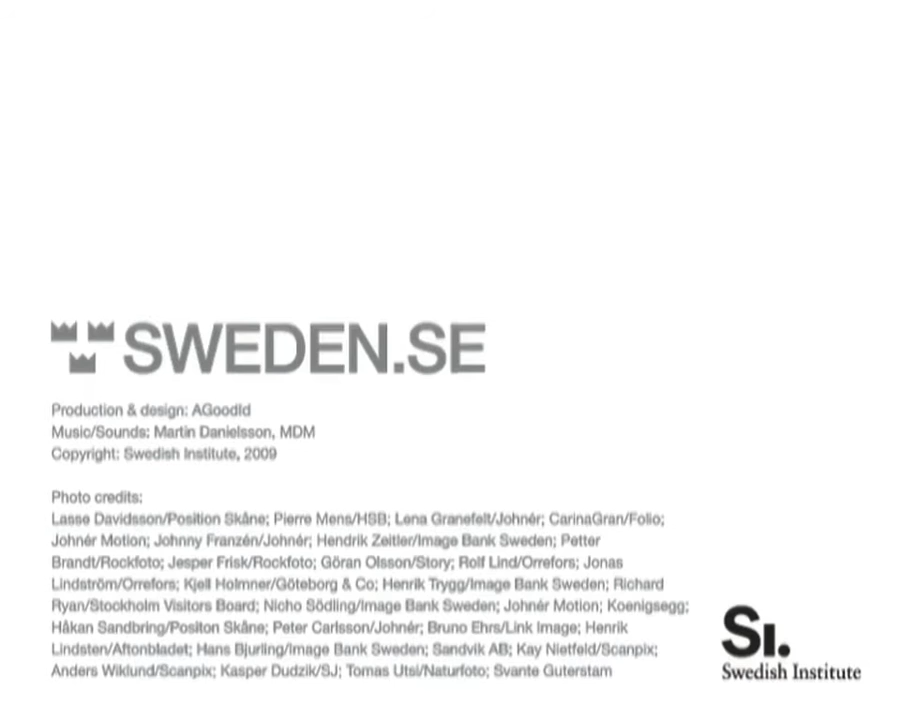 SWEDEN.SE
Production & design: AGoodId
Music/Sounds: Martin Danielsson, MDM
Copyright: Swedish Institute, 2009
Photo credits:
Lasse Davidsson/Position Skåne; Pierre Mens/HSB; Lena Granefelt/Johnér; CarinaGran/Folio;
Johnér Motion; Johnny Franzén/Johnér; Hendrik Zeitler/Image Bank Sweden; Petter
Brandt/Rockfoto; Jesper Frisk/Rockfoto; Göran Olsson/Story; Rolf Lind/Orrefors; Jonas
Lindström/Orrefors; Kjell Holmner/Göteborg & Co; Henrik Trygg/Image Bank Sweden; Richard
Ryan/Stockholm Visitors Board; Nicho Södling/Image Bank Sweden; Johnér Motion; Koenigsegg;
Håkan Sandbring/Positon Skåne; Peter Carlsson/Johnér; Bruno Ehrs/Link Image; Henrik
Lindsten/Aftonbladet; Hans Bjurling/Image Bank Sweden; Sandvik AB; Kay Nietfeld/Scanpix;
Anders Wiklund/Scanpix; Kasper Dudzik/SJ; Tomas Utsi/Naturfoto; Svante Guterstam
SI.
Swedish Institute